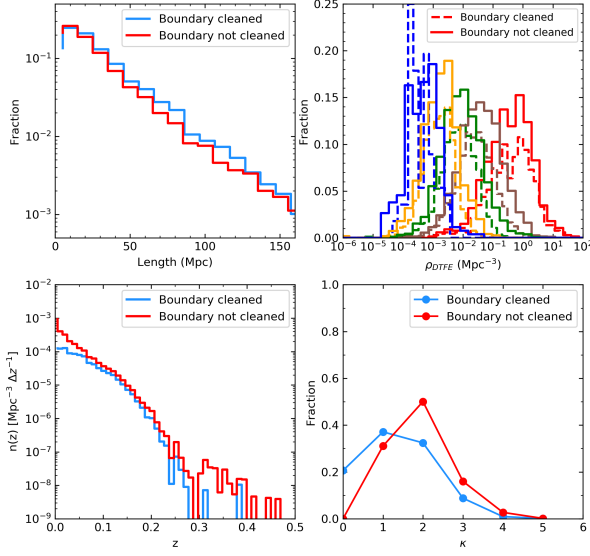 Boundary cleaned
Boundary not cleaned
10⁻¹
10⁻²
10⁻³
Fraction
0
50
100
150
Length (Mpc)
Boundary cleaned
Boundary not cleaned
0.25
0.20
0.15
0.10
0.05
0.00
Fraction
10⁻⁶ 10⁻⁵ 10⁻⁴ 10⁻³ 10⁻² 10⁻¹ 10⁰ 10¹ 10²
ρDTFE (Mpc⁻³)
Boundary cleaned
Boundary not cleaned
10⁻²
10⁻³
10⁻⁴
10⁻⁵
10⁻⁶
10⁻⁷
10⁻⁸
10⁻⁹
n(z) [Mpc⁻³ Δz⁻¹]
0.0 0.1 0.2 0.3 0.4 0.5
z
Boundary cleaned
Boundary not cleaned
1.0
0.8
0.6
0.4
0.2
0.0
Fraction
0 1 2 3 4 5 6
κ